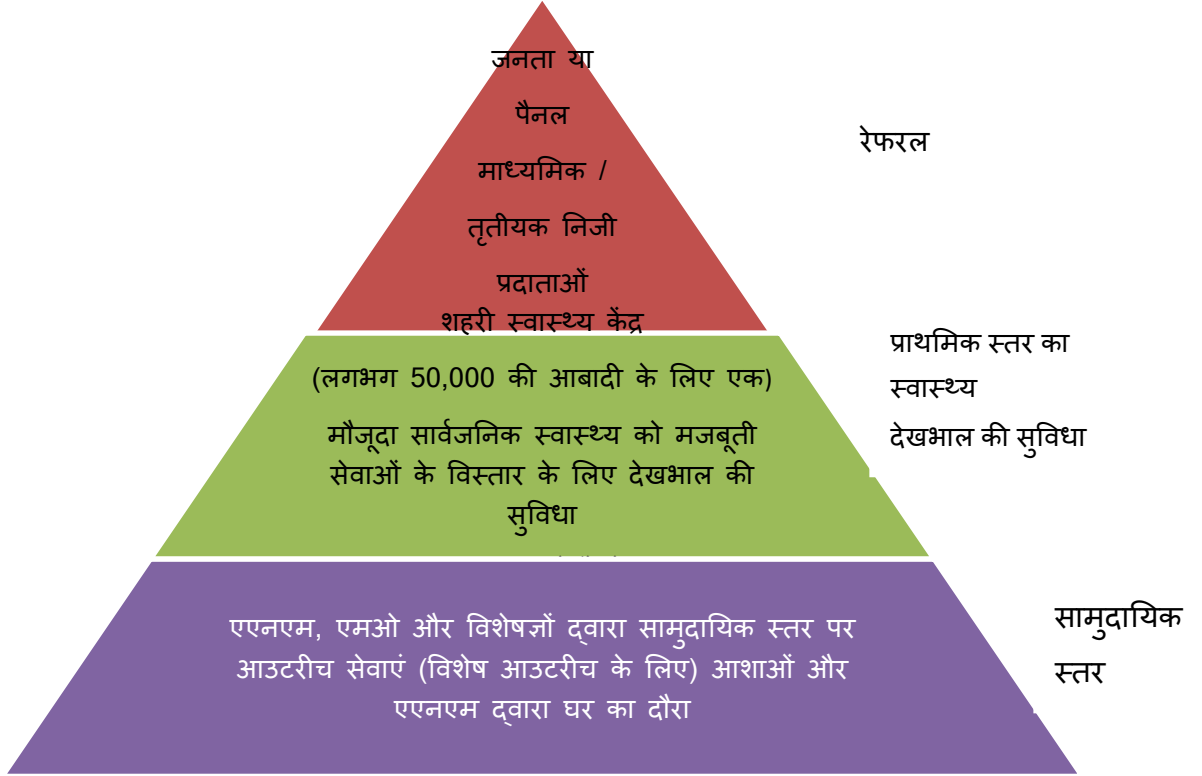 जनता या
पैनल
माध्यमिक /
तृतीयक निजी
प्रदाताओं
रेफरल
शहरी स्वास्थ्य केंद्र
(लगभग 50,000 की आबादी के लिए एक)
मौजूदा सार्वजनिक स्वास्थ्य को मजबूती
सेवाओं के विस्तार के लिए देखभाल की
सुविधा
प्राथमिक स्तर का
स्वास्थ्य
देखभाल की सुविधा
एएनएम, एमओ और विशेषज्ञों द्वारा सामुदायिक स्तर पर
आउटरीच सेवाएं (विशेष आउटरीच के लिए) आशाओं और
एएनएम द्वारा घर का दौरा
सामुदायिक
स्तर